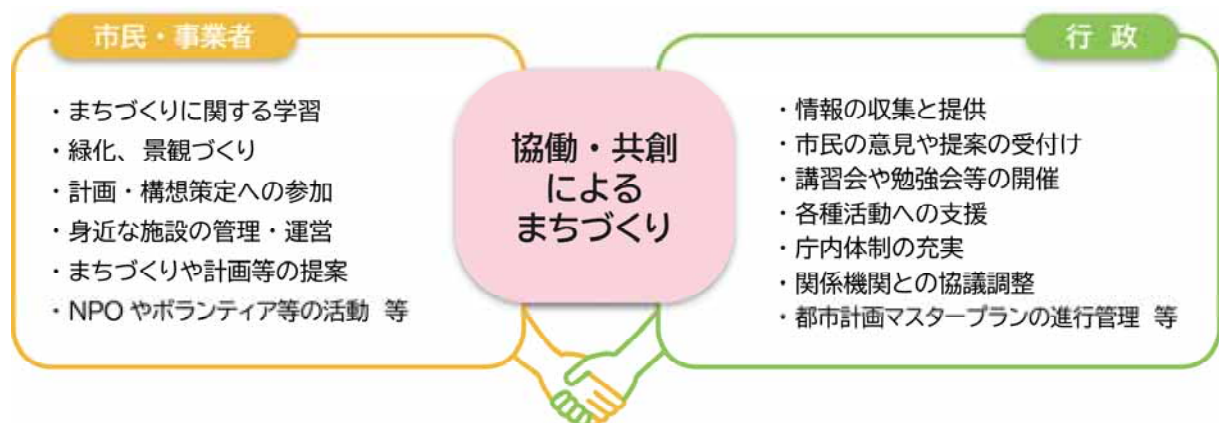 市民・事業者
・まちづくりに関する学習
・緑化、景観づくり
・計画・構想策定への参加
・身近な施設の管理・運営
・まちづくりや計画等の提案
・NPO やボランティア等の活動 等
協働・共創
による
まちづくり
行 政
・情報の収集と提供
・市民の意見や提案の受付け
・講習会や勉強会等の開催
・各種活動への支援
・庁内体制の充実
・関係機関との協議調整
・都市計画マスタープランの進行管理 等